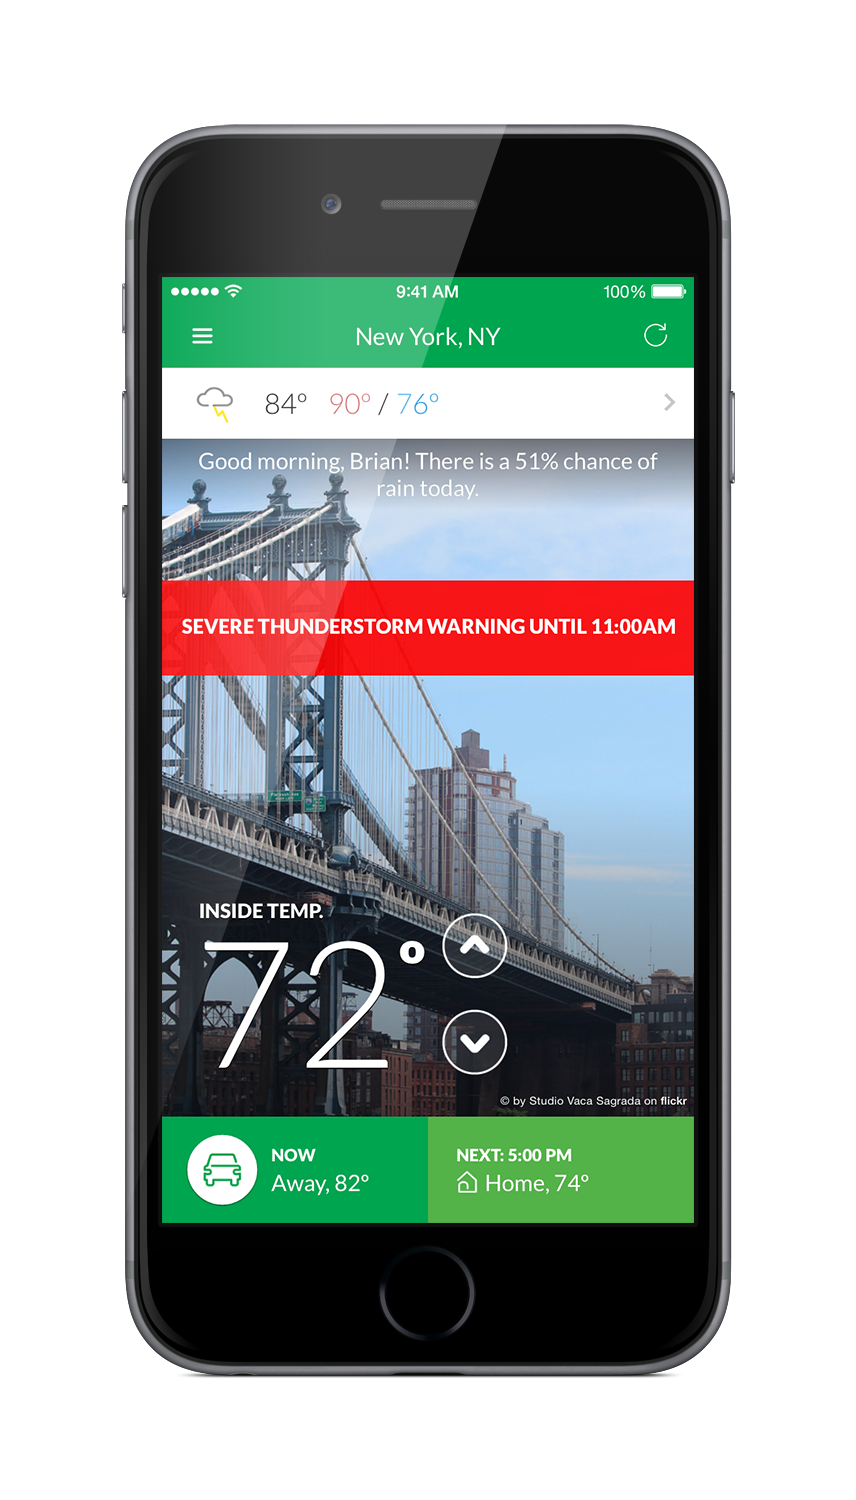 9:41 AM 100%
New York, NY
84° 90° / 76°
Good morning, Brian! There is a 51% chance of
rain today.
SEVERE THUNDERSTORM WARNING UNTIL 11:00AM
INSIDE TEMP.
72°
© by Studio Vaca Sagrada on flickr
NOW
Away, 82°
NEXT: 5:00 PM
Home, 74°